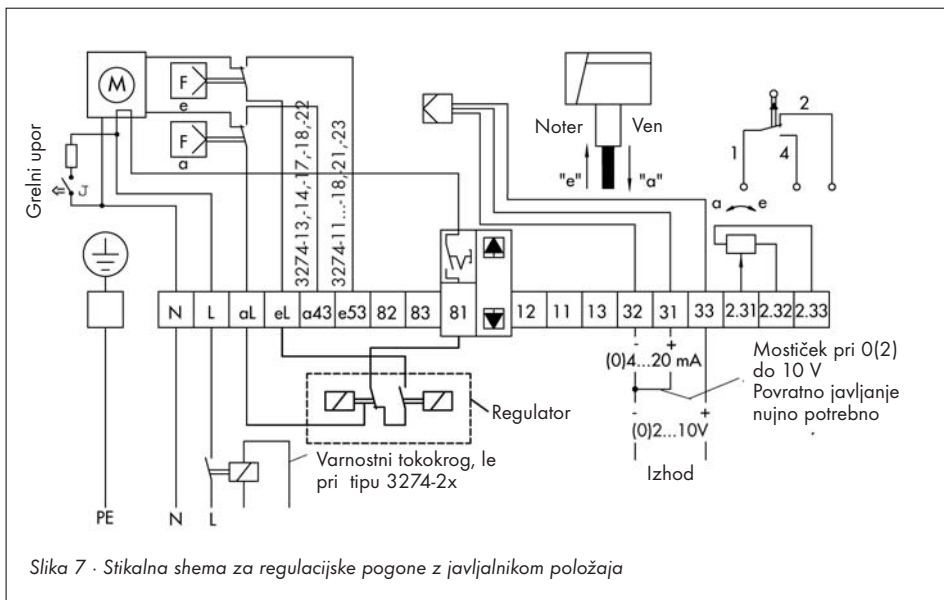 M
F
e
F
a
Grelni upor
J
3274-13,-14,-17,-18,-22
3274-11...-18,-21,-23
Noter
Ven
"e"
"a"
2
1
4
a
e
N
L
aL
eL
a43
e53
82
83
81
12
11
13
32
31
33
2.31
2.32
2.33
- +
(0)4...20 mA
Mostiček pri 0(2)
do 10 V
Povratno javljanje
nujno potrebno
- +
(0)2...10V
Izhod
Regulator
Varnostni tokokrog, le
pri tipu 3274-2x
PE
N
L
Slika 7 · Stikalna shema za regulacijske pogone z javljalnikom položaja